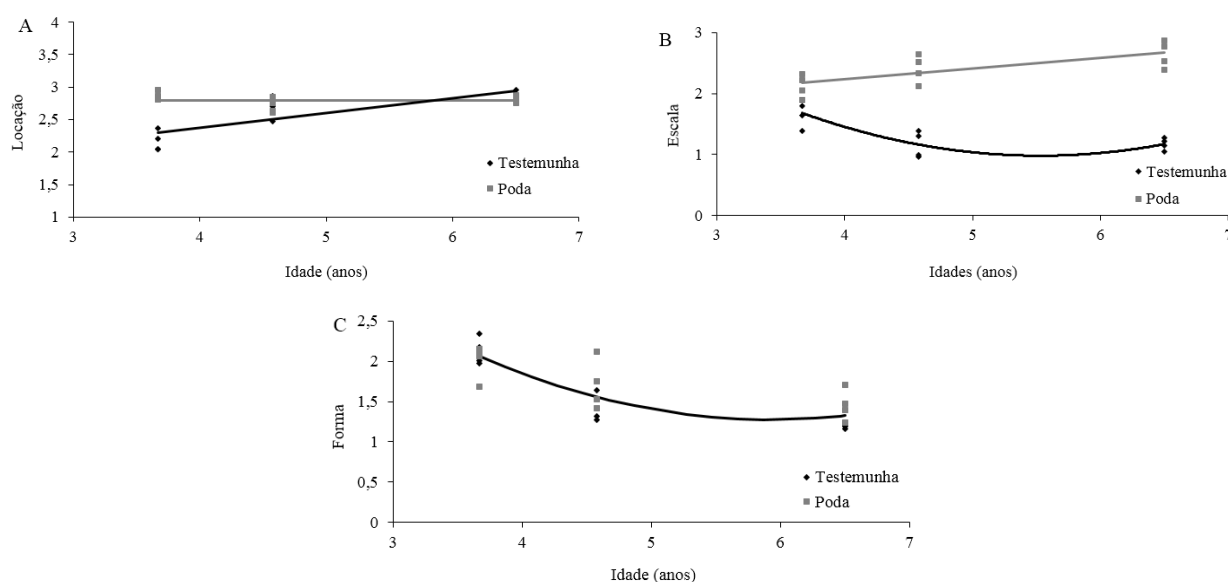 A
4
3,5
3
2,5
2
1,5
1
Locação
3 4 5 6 7
Idade (anos)
Testemunha
Poda
B
3
2
1
0
Escala
3 4 5 6 7
Idades (anos)
Testemunha
Poda
C
2,5
2
1,5
1
0,5
0
Forma
3 4 5 6 7
Idade (anos)
Testemunha
Poda